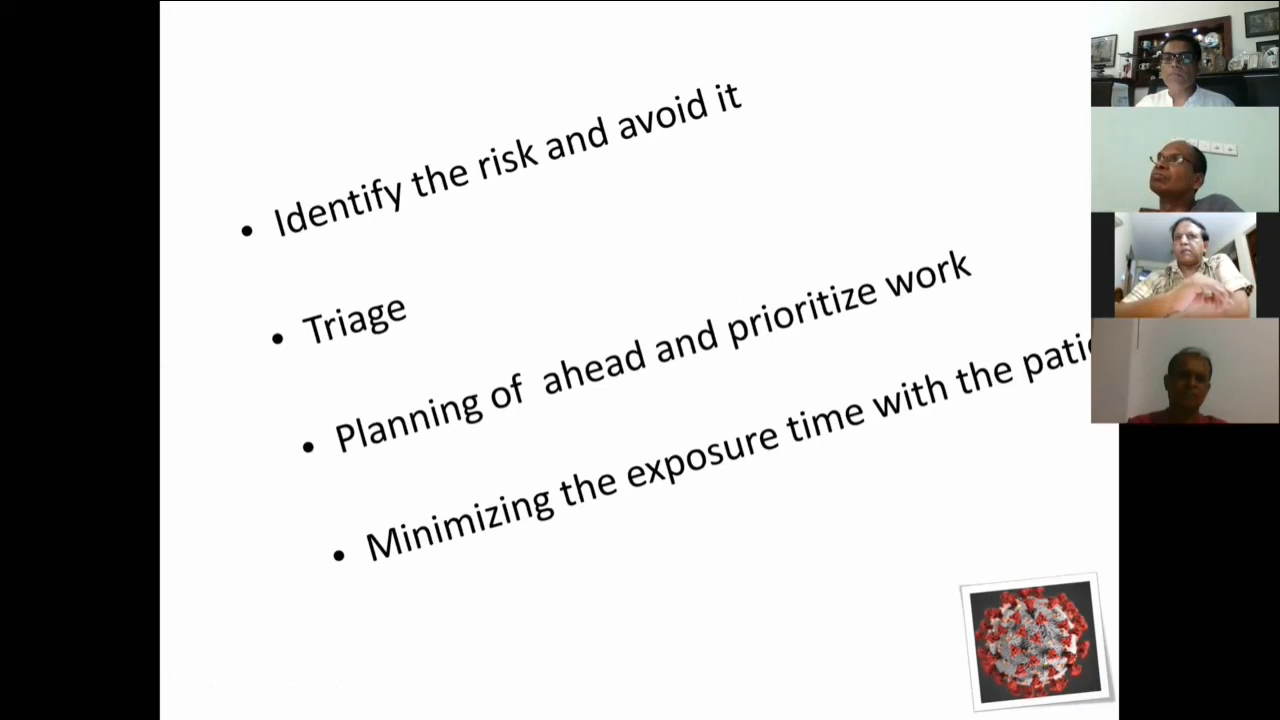 • Identify the risk and avoid it
• Triage
• Planning of ahead and prioritize work
• Minimizing the exposure time with the